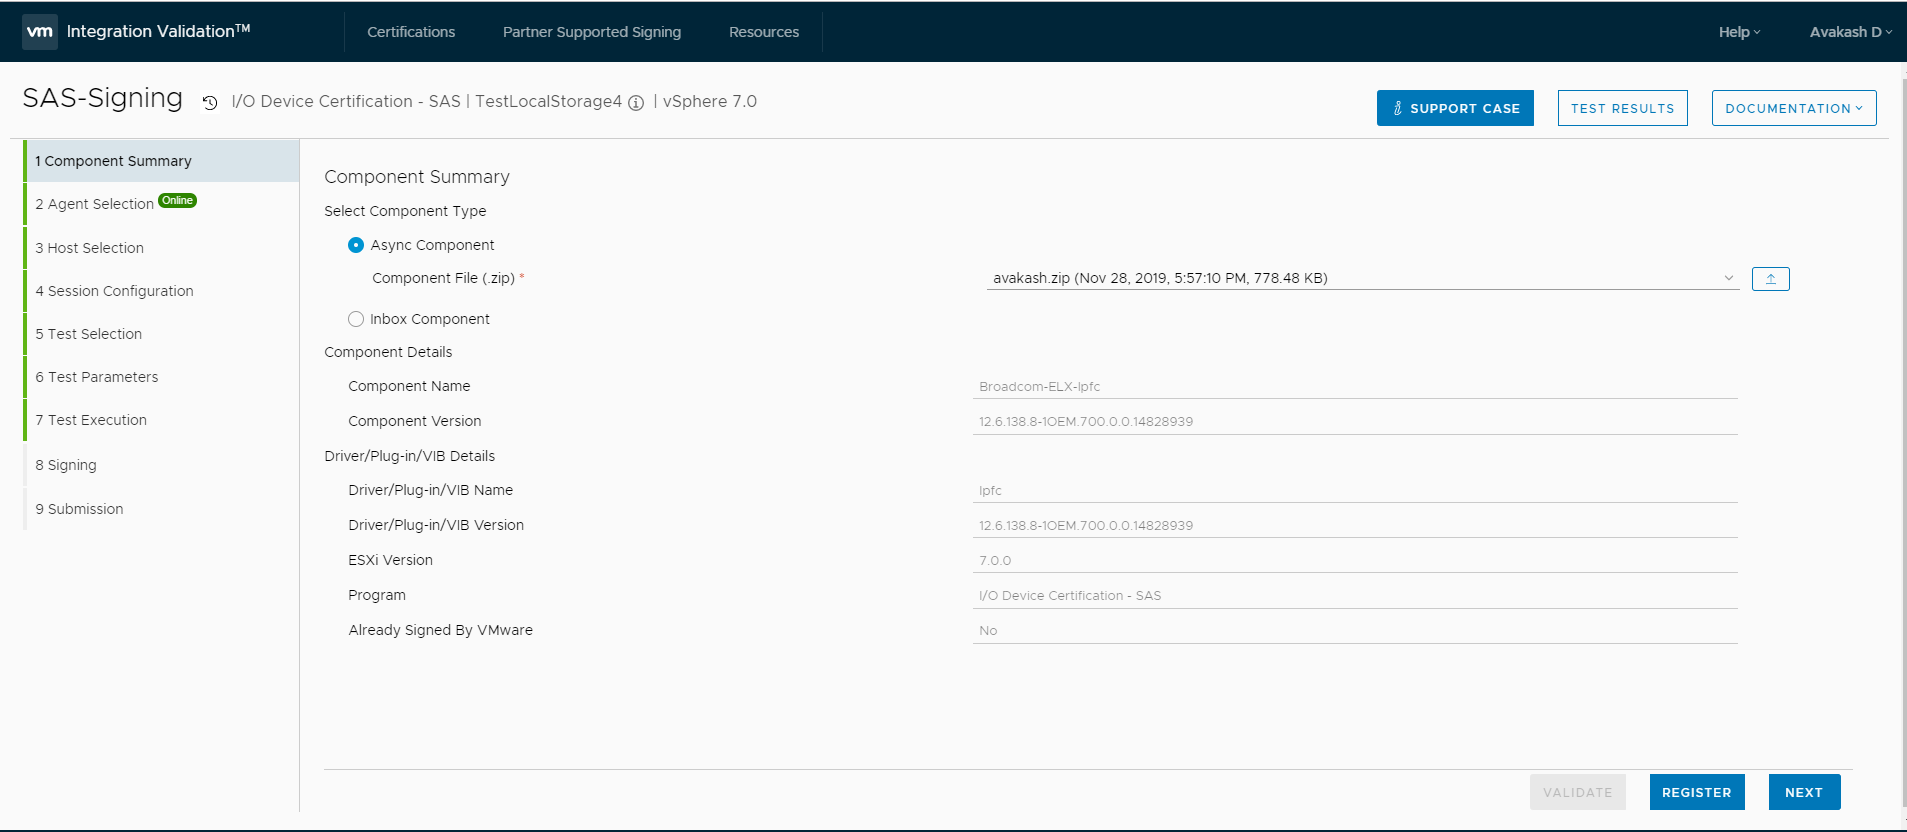 vm Integration Validation™ Certifications Partner Supported Signing Resources Help Avakash D
SAS-Signing I/O Device Certification - SAS | TestLocalStorage4 | vSphere 7.0 SUPPORT CASE TEST RESULTS DOCUMENTATION
1 Component Summary
2 Agent Selection Online
3 Host Selection
4 Session Configuration
5 Test Selection
6 Test Parameters
7 Test Execution
8 Signing
9 Submission
Component Summary
Select Component Type
Async Component
Component File (.zip) * avakash.zip (Nov 28, 2019, 5:57:10 PM, 778.48 KB)
Inbox Component
Component Details
Component Name Broadcom-ELX-lpfc
Component Version 12.6.138.8-1OEM.700.0.0.14828939
Driver/Plug-in/VIB Details
Driver/Plug-in/VIB Name lpfc
Driver/Plug-in/VIB Version 12.6.138.8-1OEM.700.0.0.14828939
ESXi Version 7.0.0
Program I/O Device Certification - SAS
Already Signed By VMware No
VALIDATE REGISTER NEXT